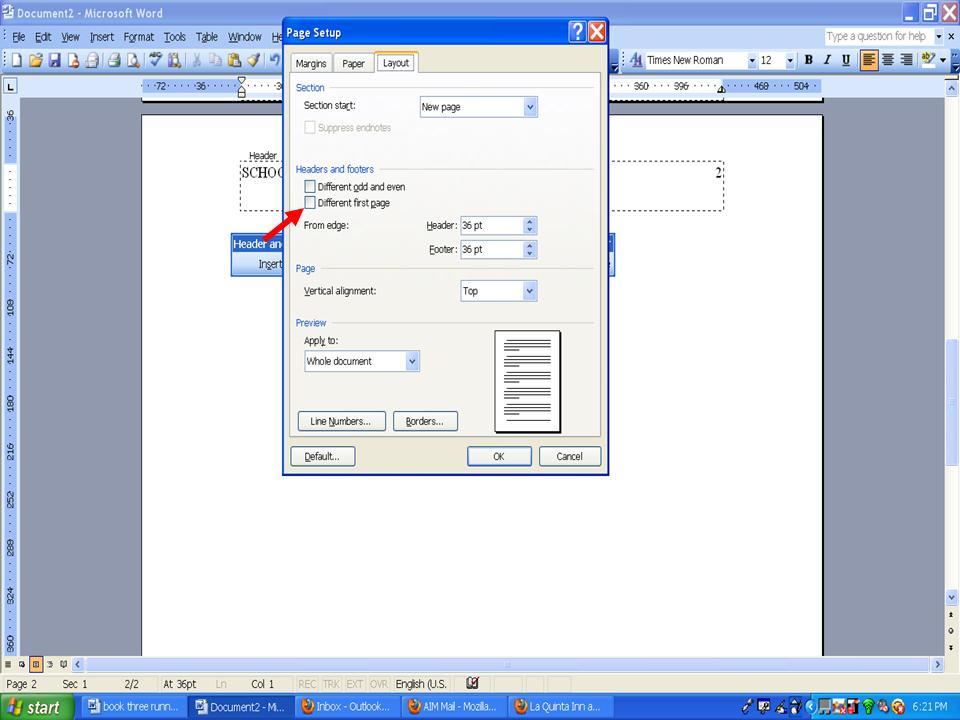 Document2 - Microsoft Word
File Edit View Insert Format Tools Table Window He
Type a question for help
Times New Roman 12 B I U
72 36 36 360 396 468 504
Page Setup
Margins Paper Layout
Section
Section start: New page
Suppress endnotes
Headers and footers
Different odd and even
Different first page
From edge: Header: 36 pt
Footer: 36 pt
Page
Vertical alignment: Top
Preview
Apply to:
Whole document
Line Numbers... Borders...
Default... OK Cancel
Header
SCHOO 2
Header an
Insert
36
72
108
144
180
216
252
288
324
360
Page 2 Sec 1 2/2 At 36pt Ln Col 1 REC TRK EXT OVR English (U.S.
start book three runn... Document2 - Mi... Inbox - Outlook... AIM Mail - Mozilla... La Quinta Inn a... 6:21 PM